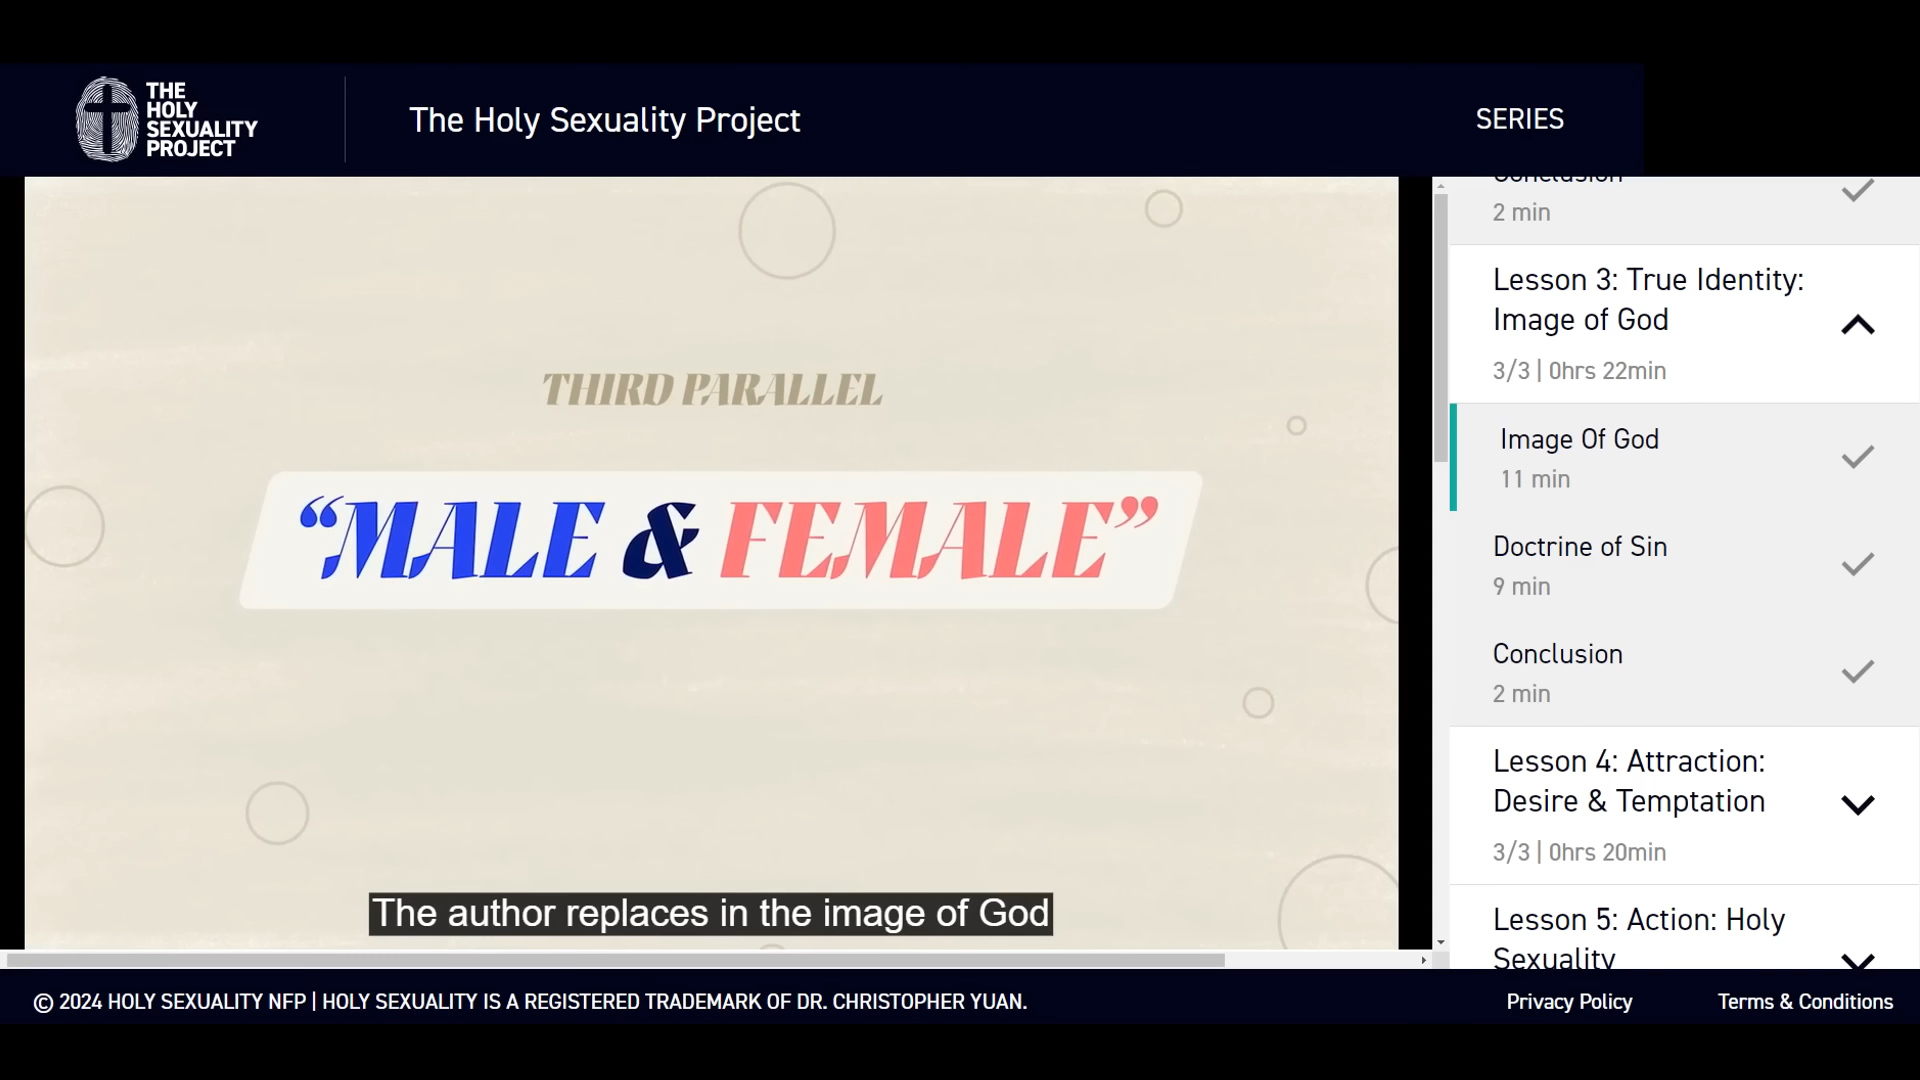 THE
HOLY
SEXUALITY
PROJECT
The Holy Sexuality Project
SERIES
THIRD PARALLEL
“MALE & FEMALE”
The author replaces in the image of God
Conclusion
2 min
Lesson 3: True Identity:
Image of God
3/3 | 0hrs 22min
Image Of God
11 min
Doctrine of Sin
9 min
Conclusion
2 min
Lesson 4: Attraction:
Desire & Temptation
3/3 | 0hrs 20min
Lesson 5: Action: Holy
Sexuality
© 2024 HOLY SEXUALITY NFP | HOLY SEXUALITY IS A REGISTERED TRADEMARK OF DR. CHRISTOPHER YUAN.
Privacy Policy
Terms & Conditions